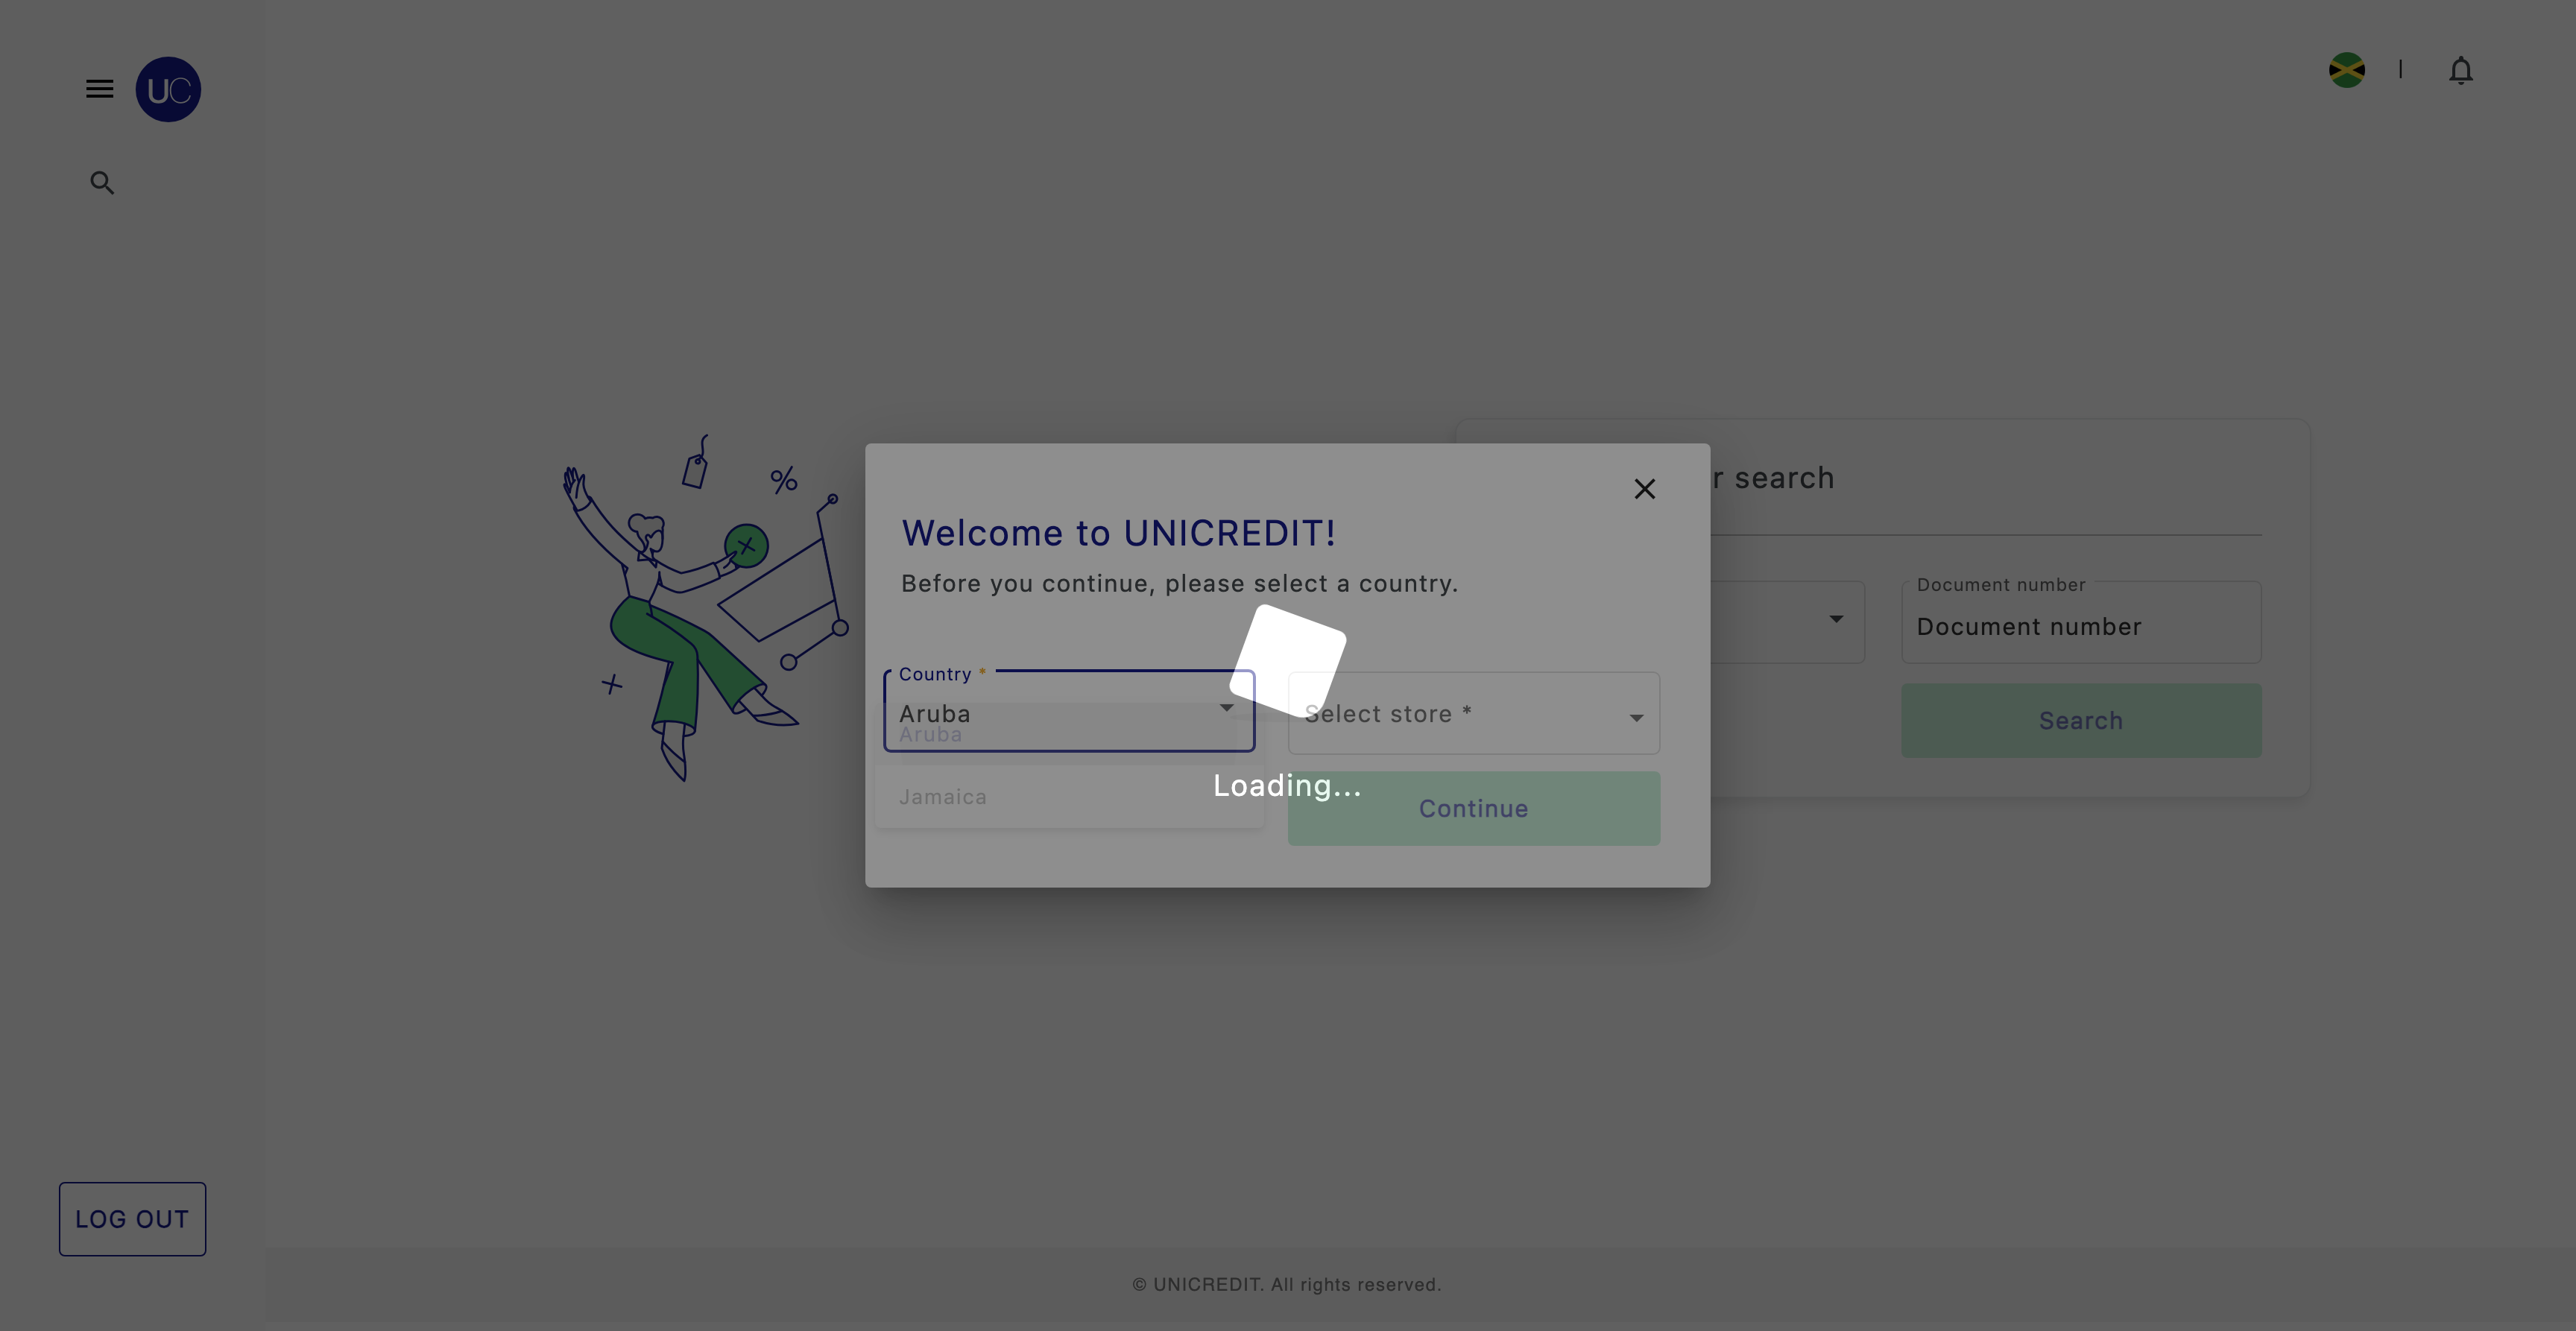 UC
r search
Welcome to UNICREDIT!
Before you continue, please select a country.
Document number
Document number
Country *
Aruba
Select store *
Aruba
Search
Loading...
Jamaica
Continue
LOG OUT
© UNICREDIT. All rights reserved.